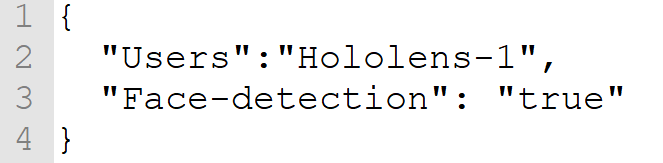 1 {
2   "Users":"Hololens-1",
3   "Face-detection": "true"
4 }